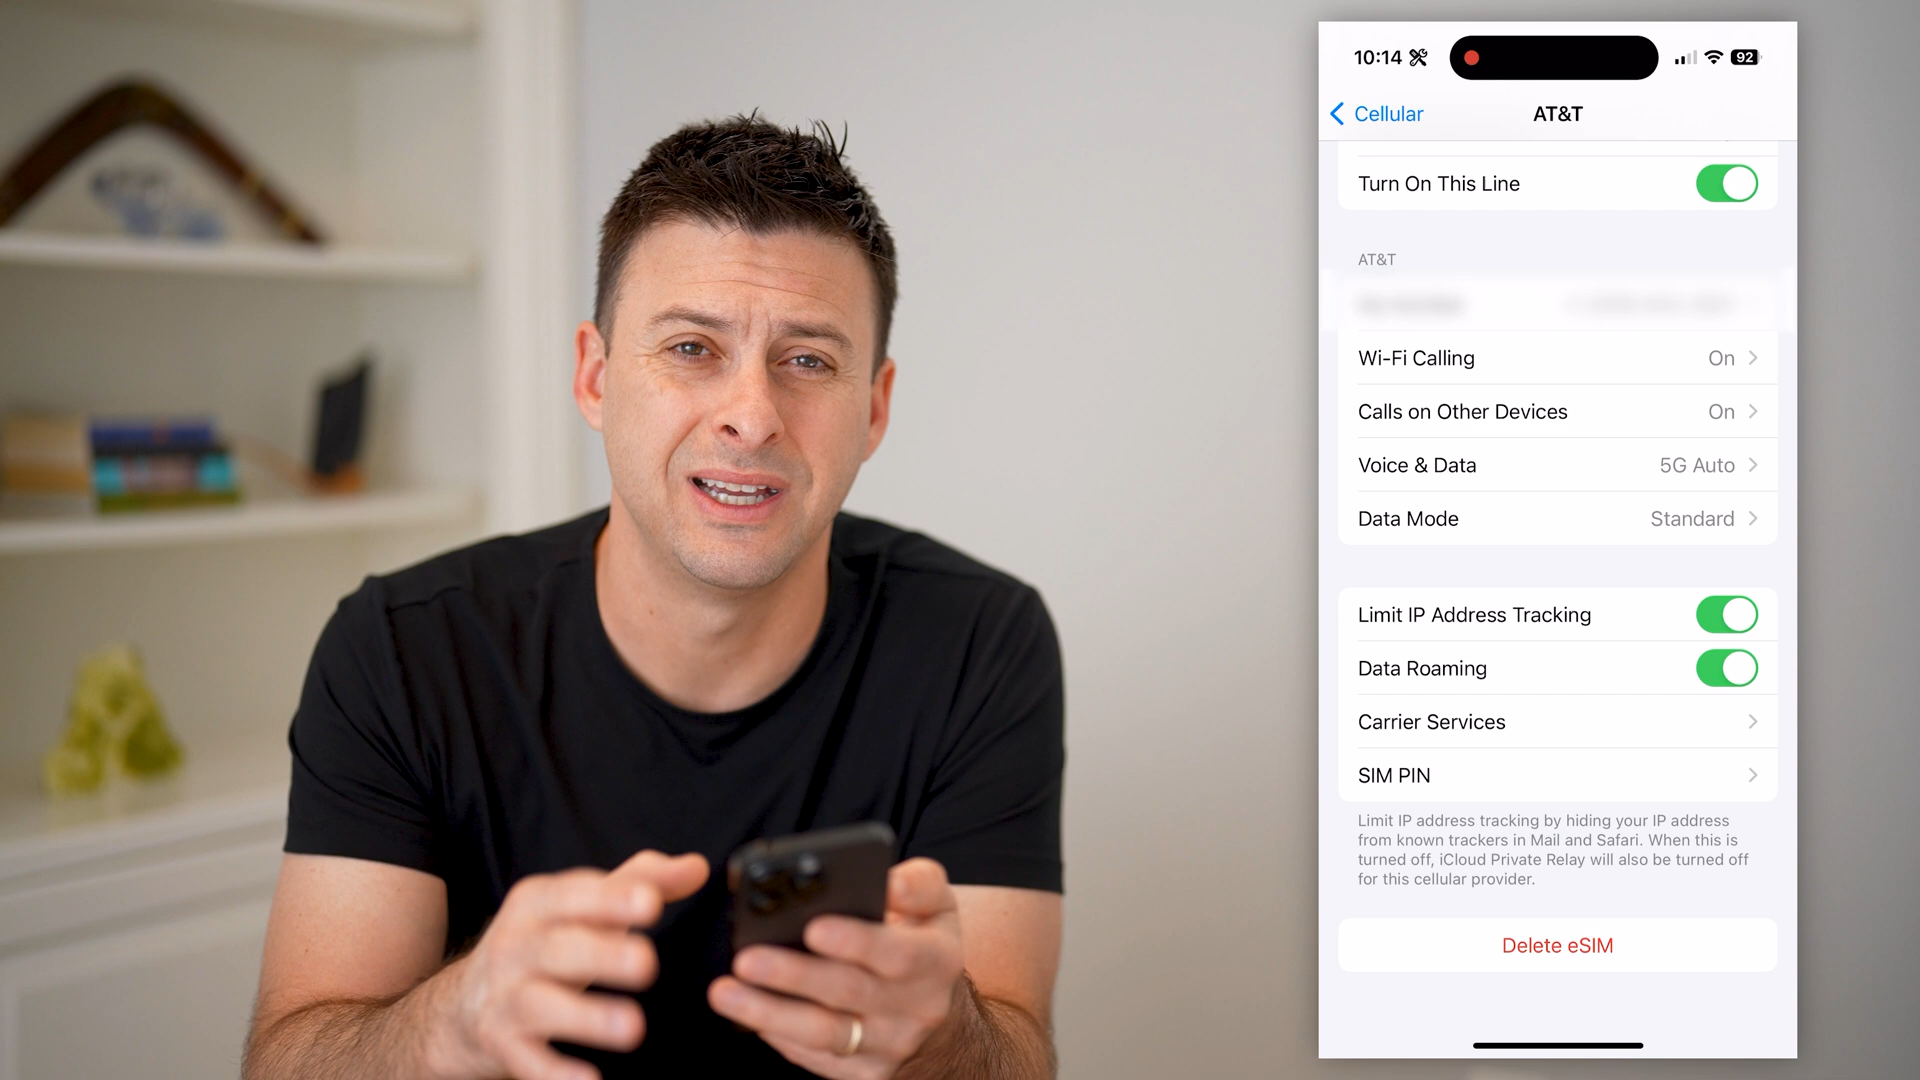 10:14
92
Cellular
AT&T
Turn On This Line
AT&T
Wi-Fi Calling On
Calls on Other Devices On
Voice & Data 5G Auto
Data Mode Standard
Limit IP Address Tracking
Data Roaming
Carrier Services
SIM PIN
Limit IP address tracking by hiding your IP address
from known trackers in Mail and Safari. When this is
turned off, iCloud Private Relay will also be turned off
for this cellular provider.
Delete eSIM